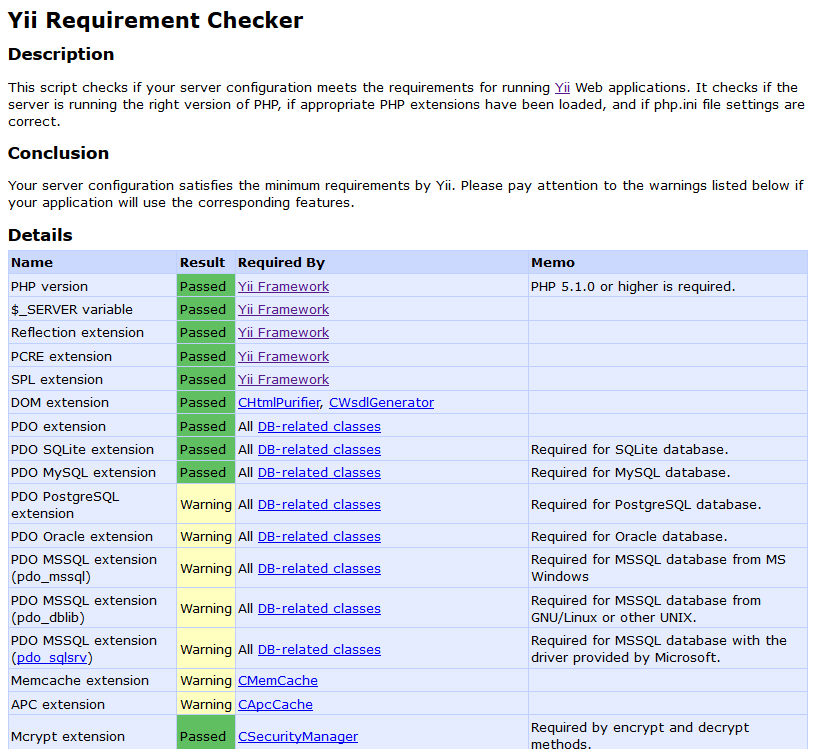 Yii Requirement Checker
Description
This script checks if your server configuration meets the requirements for running Yii Web applications. It checks if the
server is running the right version of PHP, if appropriate PHP extensions have been loaded, and if php.ini file settings are
correct.
Conclusion
Your server configuration satisfies the minimum requirements by Yii. Please pay attention to the warnings listed below if
your application will use the corresponding features.
Details
Name Result Required By Memo
PHP version Passed Yii Framework PHP 5.1.0 or higher is required.
$_SERVER variable Passed Yii Framework
Reflection extension Passed Yii Framework
PCRE extension Passed Yii Framework
SPL extension Passed Yii Framework
DOM extension Passed CHtmlPurifier, CWsdlGenerator
PDO extension Passed All DB-related classes
PDO SQLite extension Passed All DB-related classes Required for SQLite database.
PDO MySQL extension Passed All DB-related classes Required for MySQL database.
PDO PostgreSQL
extension Warning All DB-related classes Required for PostgreSQL database.
PDO Oracle extension Warning All DB-related classes Required for Oracle database.
PDO MSSQL extension
(pdo_mssql) Warning All DB-related classes Required for MSSQL database from MS
Windows
PDO MSSQL extension
(pdo_dblib) Warning All DB-related classes Required for MSSQL database from
GNU/Linux or other UNIX.
PDO MSSQL extension
(pdo_sqlsrv) Warning All DB-related classes Required for MSSQL database with the
driver provided by Microsoft.
Memcache extension Warning CMemCache
APC extension Warning CApcCache
Mcrypt extension Passed CSecurityManager Required by encrypt and decrypt
methods.